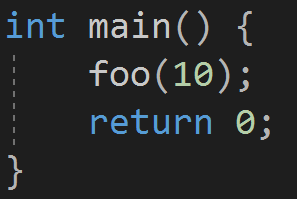 int main() {
    foo(10);
    return 0;
}